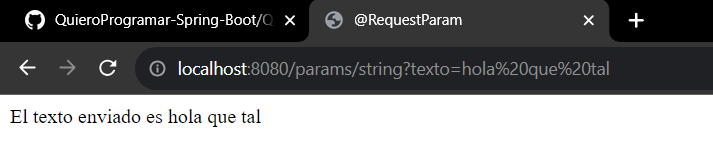 QuieroProgramar-Spring-Boot/Q
@RequestParam
localhost:8080/params/string?texto=hola%20que%20tal
El texto enviado es hola que tal